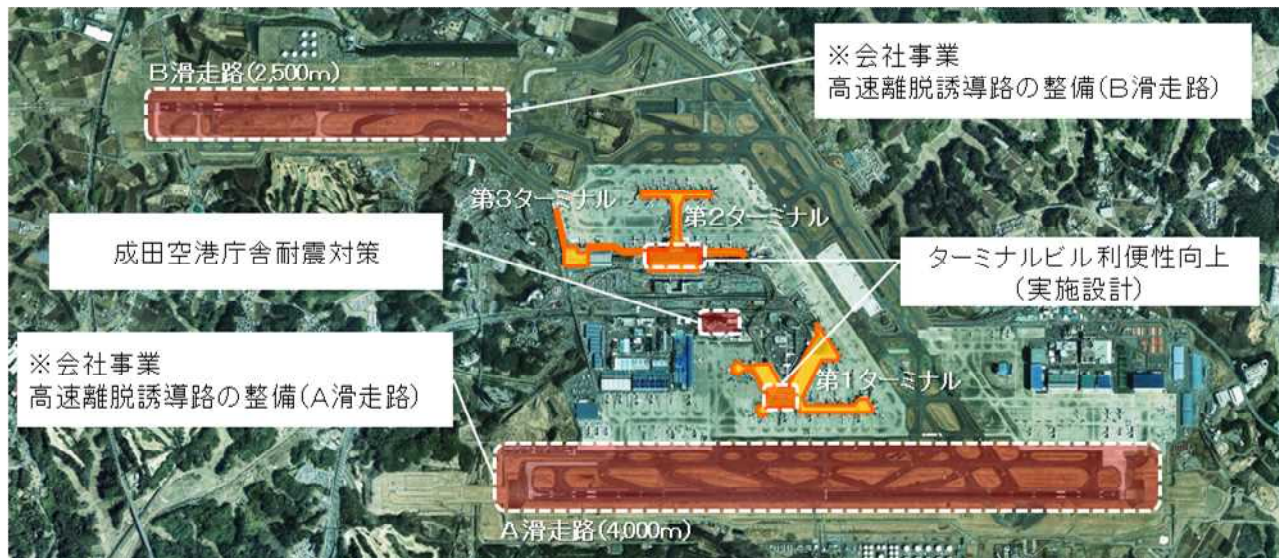 B滑走路(2,500m)
※会社事業
高速離脱誘導路の整備(B滑走路)
第3ターミナル
第2ターミナル
成田空港庁舎耐震対策
ターミナルビル利便性向上
(実施設計)
※会社事業
高速離脱誘導路の整備(A滑走路)
第1ターミナル
A滑走路(4,000m)